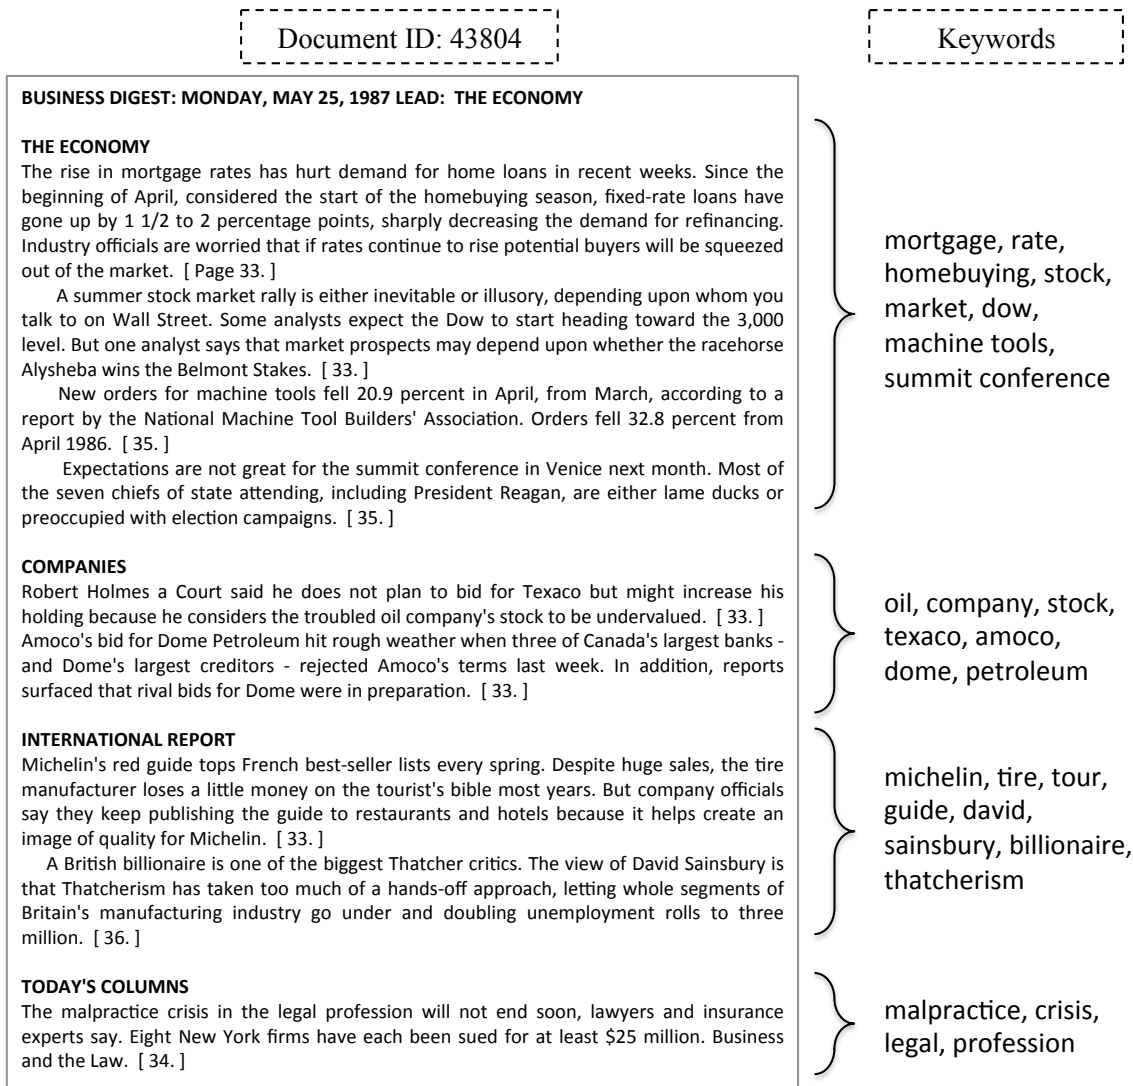 Document ID: 43804
Keywords
BUSINESS DIGEST: MONDAY, MAY 25, 1987 LEAD: THE ECONOMY
THE ECONOMY
The rise in mortgage rates has hurt demand for home loans in recent weeks. Since the
beginning of April, considered the start of the homebuying season, fixed-rate loans have
gone up by 1 1/2 to 2 percentage points, sharply decreasing the demand for refinancing.
Industry officials are worried that if rates continue to rise potential buyers will be squeezed
out of the market. [ Page 33. ]
A summer stock market rally is either inevitable or illusory, depending upon whom you
talk to on Wall Street. Some analysts expect the Dow to start heading toward the 3,000
level. But one analyst says that market prospects may depend upon whether the racehorse
Alysheba wins the Belmont Stakes. [ 33. ]
New orders for machine tools fell 20.9 percent in April, from March, according to a
report by the National Machine Tool Builders' Association. Orders fell 32.8 percent from
April 1986. [ 35. ]
Expectations are not great for the summit conference in Venice next month. Most of
the seven chiefs of state attending, including President Reagan, are either lame ducks or
preoccupied with election campaigns. [ 35. ]
mortgage, rate,
homebuying, stock,
market, dow,
machine tools,
summit conference
COMPANIES
Robert Holmes a Court said he does not plan to bid for Texaco but might increase his
holding because he considers the troubled oil company's stock to be undervalued. [ 33. ]
Amoco's bid for Dome Petroleum hit rough weather when three of Canada's largest banks -
and Dome's largest creditors - rejected Amoco's terms last week. In addition, reports
surfaced that rival bids for Dome were in preparation. [ 33. ]
oil, company, stock,
texaco, amoco,
dome, petroleum
INTERNATIONAL REPORT
Michelin's red guide tops French best-seller lists every spring. Despite huge sales, the tire
manufacturer loses a little money on the tourist's bible most years. But company officials
say they keep publishing the guide to restaurants and hotels because it helps create an
image of quality for Michelin. [ 33. ]
A British billionaire is one of the biggest Thatcher critics. The view of David Sainsbury is
that Thatcherism has taken too much of a hands-off approach, letting whole segments of
Britain's manufacturing industry go under and doubling unemployment rolls to three
million. [ 36. ]
michelin, tire, tour,
guide, david,
sainsbury, billionaire,
thatcherism
TODAY'S COLUMNS
The malpractice crisis in the legal profession will not end soon, lawyers and insurance
experts say. Eight New York firms have each been sued for at least $25 million. Business
and the Law. [ 34. ]
malpractice, crisis,
legal, profession